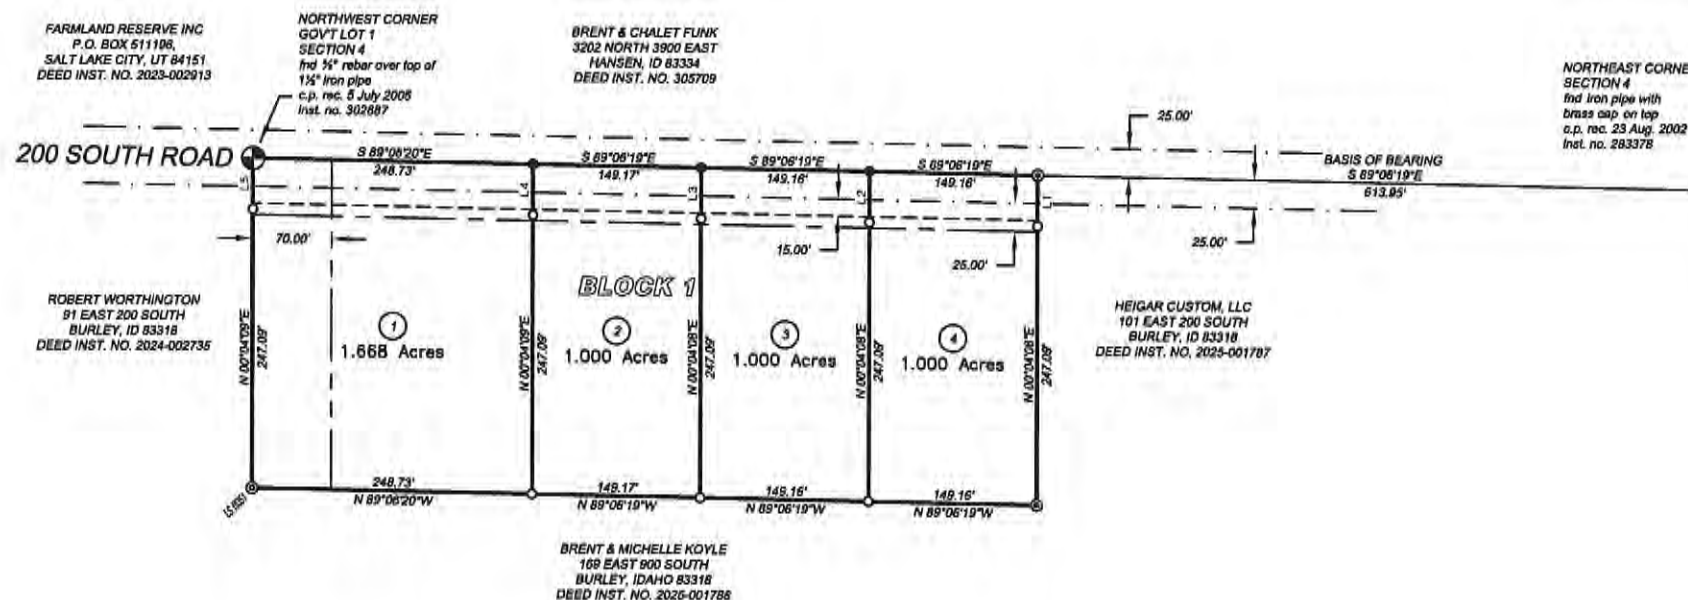 FARMLAND RESERVE INC
P.O. BOX 511196,
SALT LAKE CITY, UT 84151
DEED INST. NO. 2023-002913
NORTHWEST CORNER
GOV'T LOT 1
SECTION 4
fnd ⅝" rebar over top of
1½" iron pipe
c.p. rec. 5 July 2005
Inst. no. 302687
BRENT & CHALET FUNK
3202 NORTH 3900 EAST
HANSEN, ID 83334
DEED INST. NO. 305709
NORTHEAST CORNE
SECTION 4
fnd iron pipe with
brass cap on top
c.p. rec. 23 Aug. 2002
Inst. no. 283378
25.00'
200 SOUTH ROAD
S 89°06'20"E
248.73'
S 89°06'19"E
149.17'
S 89°06'19"E
149.16'
S 89°06'19"E
149.16'
BASIS OF BEARING
S 89°06'19"E
613.95'
L5
L4
L3
L2
L1
70.00'
15.00'
25.00'
25.00'
BLOCK 1
ROBERT WORTHINGTON
91 EAST 200 SOUTH
BURLEY, ID 83318
DEED INST. NO. 2024-002735
N 00°04'09"E
247.09'
1
1.668 Acres
N 00°04'09"E
247.09'
2
1.000 Acres
N 00°04'08"E
247.09'
3
1.000 Acres
N 00°04'08"E
247.09'
4
1.000 Acres
N 00°04'08"E
247.09'
HEIGAR CUSTOM, LLC
101 EAST 200 SOUTH
BURLEY, ID 83318
DEED INST. NO. 2025-001787
248.73'
N 89°06'20"W
149.17'
N 89°06'19"W
149.16'
N 89°06'19"W
149.16'
N 89°06'19"W
BRENT & MICHELLE KOYLE
169 EAST 900 SOUTH
BURLEY, IDAHO 83318
DEED INST. NO. 2025-001788